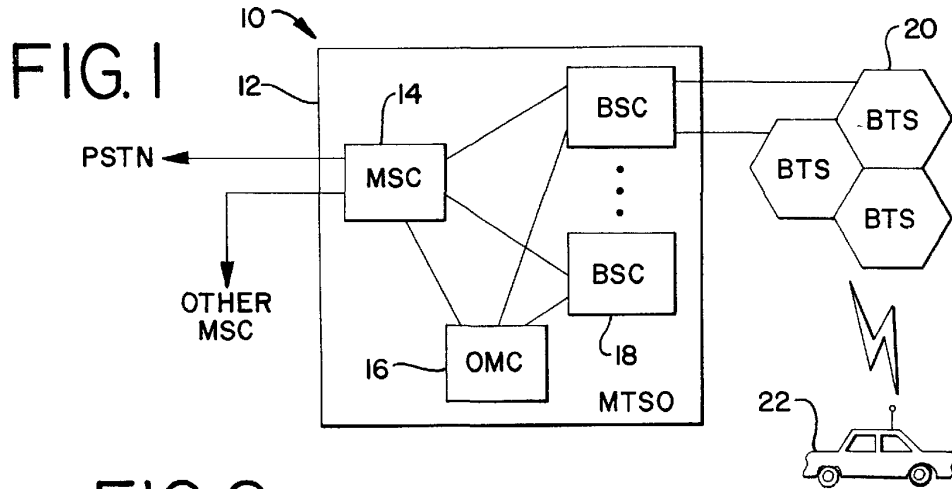 FIG. 1
10
12
14
PSTN
MSC
OTHER
MSC
16
OMC
BSC
BSC
18
MTSO
20
BTS
BTS
BTS
22